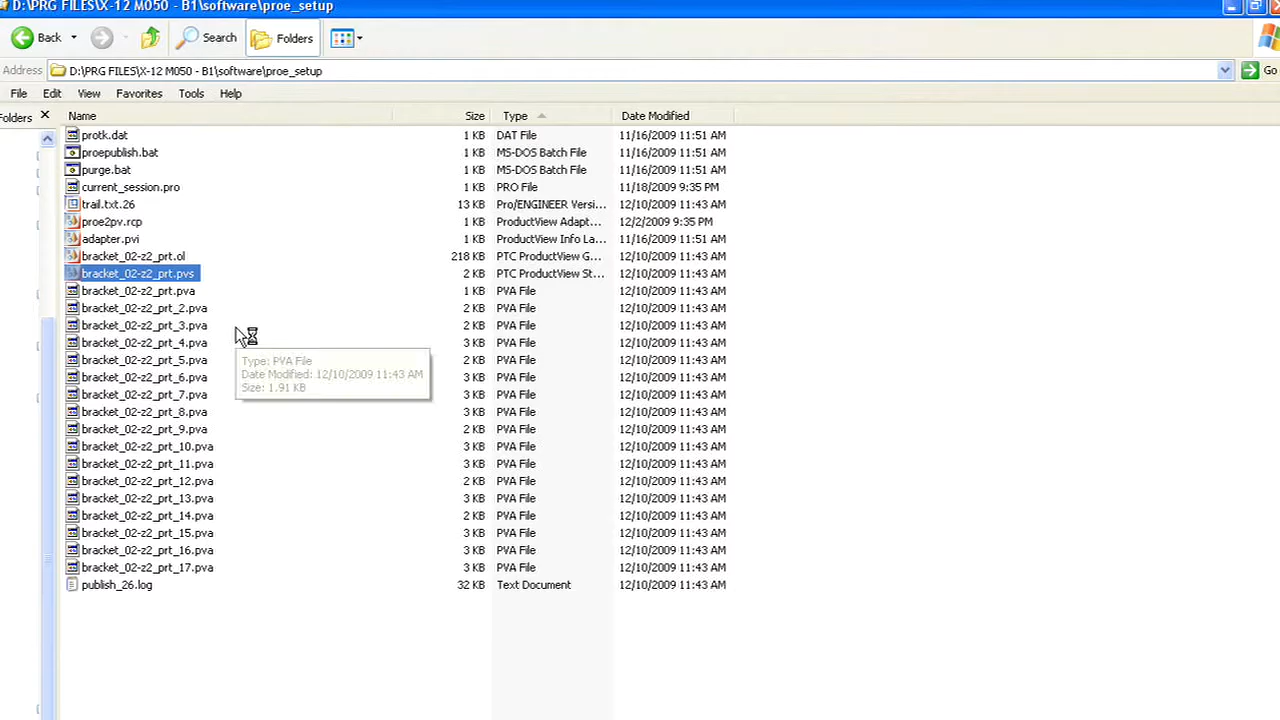 D:\PRG FILES\X-12 M050 - B1\software\proe_setup
Back Search Folders
Address D:\PRG FILES\X-12 M050 - B1\software\proe_setup Go
File Edit View Favorites Tools Help
Folders Name Size Type Date Modified
protk.dat 1 KB DAT File 11/16/2009 11:51 AM
proepublish.bat 1 KB MS-DOS Batch File 11/16/2009 11:51 AM
purge.bat 1 KB MS-DOS Batch File 11/16/2009 11:51 AM
current_session.pro 1 KB PRO File 11/18/2009 9:35 PM
trail.txt.26 13 KB Pro/ENGINEER Versi... 12/10/2009 11:43 AM
proe2pv.rcp 1 KB ProductView Adapt... 12/2/2009 9:35 PM
adapter.pvi 1 KB ProductView Info La... 11/16/2009 11:51 AM
bracket_02-z2_prt.ol 218 KB PTC ProductView G... 12/10/2009 11:43 AM
bracket_02-z2_prt.pvs 2 KB PTC ProductView St... 12/10/2009 11:43 AM
bracket_02-z2_prt.pva 1 KB PVA File 12/10/2009 11:43 AM
bracket_02-z2_prt_2.pva 2 KB PVA File 12/10/2009 11:43 AM
bracket_02-z2_prt_3.pva 2 KB PVA File 12/10/2009 11:43 AM
bracket_02-z2_prt_4.pva 3 KB PVA File 12/10/2009 11:43 AM
bracket_02-z2_prt_5.pva 2 KB PVA File 12/10/2009 11:43 AM
bracket_02-z2_prt_6.pva 3 KB PVA File 12/10/2009 11:43 AM
bracket_02-z2_prt_7.pva 2 KB PVA File 12/10/2009 11:43 AM
bracket_02-z2_prt_8.pva 3 KB PVA File 12/10/2009 11:43 AM
bracket_02-z2_prt_9.pva 2 KB PVA File 12/10/2009 11:43 AM
bracket_02-z2_prt_10.pva 3 KB PVA File 12/10/2009 11:43 AM
bracket_02-z2_prt_11.pva 3 KB PVA File 12/10/2009 11:43 AM
bracket_02-z2_prt_12.pva 2 KB PVA File 12/10/2009 11:43 AM
bracket_02-z2_prt_13.pva 3 KB PVA File 12/10/2009 11:43 AM
bracket_02-z2_prt_14.pva 2 KB PVA File 12/10/2009 11:43 AM
bracket_02-z2_prt_15.pva 3 KB PVA File 12/10/2009 11:43 AM
bracket_02-z2_prt_16.pva 3 KB PVA File 12/10/2009 11:43 AM
bracket_02-z2_prt_17.pva 3 KB PVA File 12/10/2009 11:43 AM
publish_26.log 32 KB Text Document 12/10/2009 11:43 AM
Type: PVA File
Date Modified: 12/10/2009 11:43 AM
Size: 1.91 KB